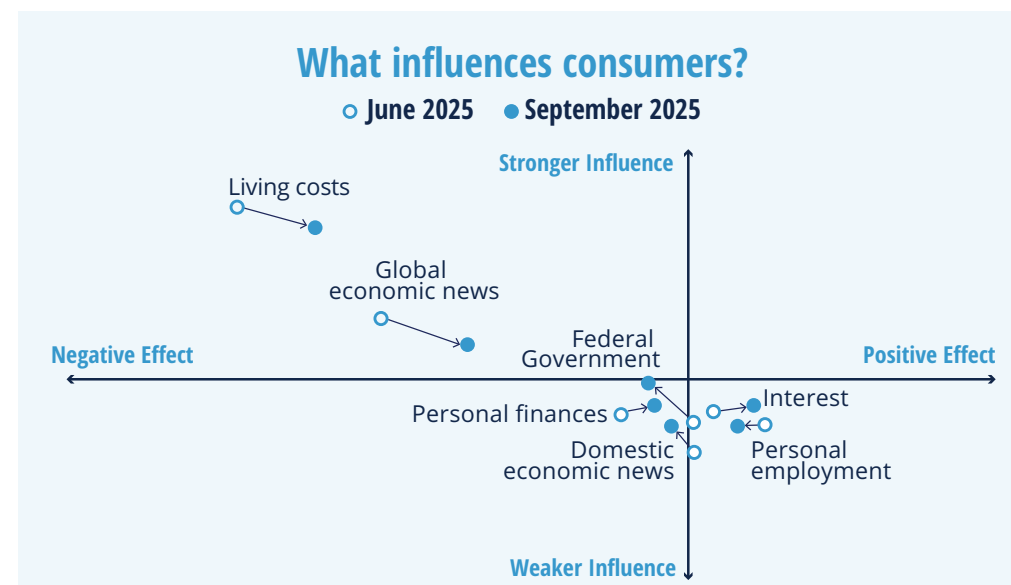 What influences consumers?
June 2025 September 2025
Stronger Influence
Living costs
Global
economic news
Federal
Government
Negative Effect
Positive Effect
Interest
Personal finances
Domestic
economic news
Personal
employment
Weaker Influence